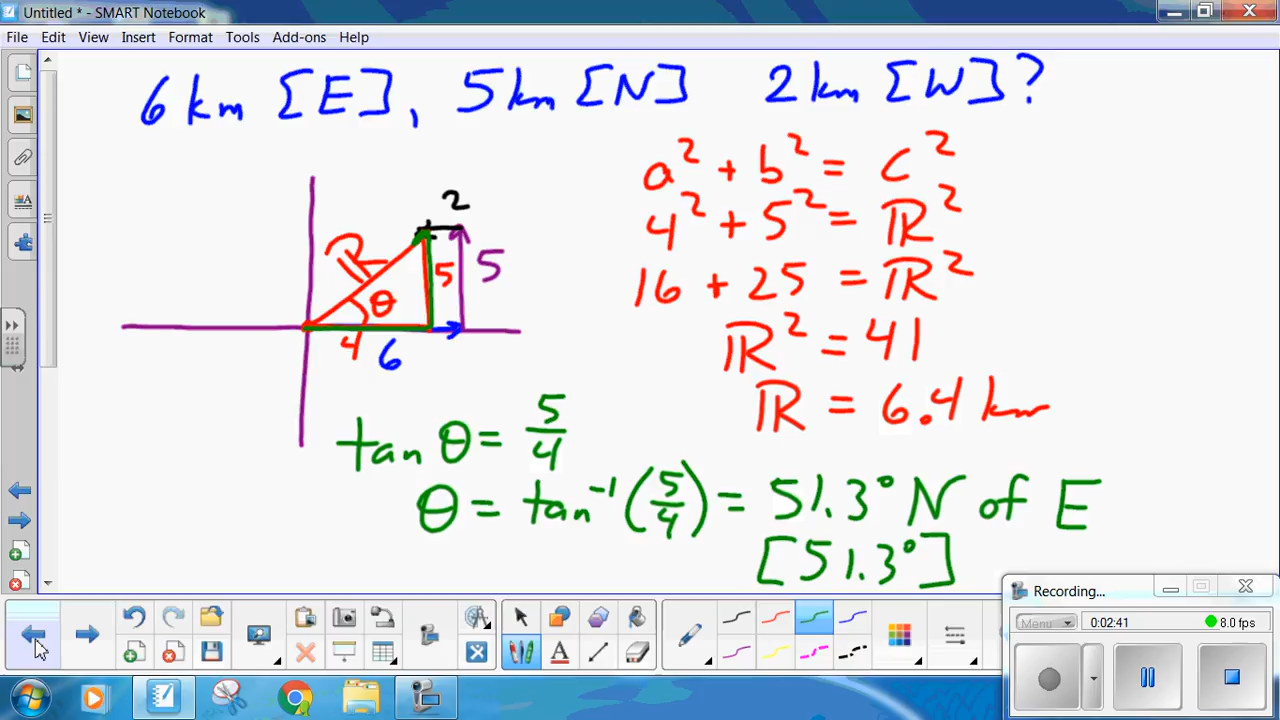 Untitled * - SMART Notebook
File Edit View Insert Format Tools Add-ons Help
6 km [E], 5 km [N] 2 km [W]?
a² + b² = c²
4² + 5² = R²
16 + 25 = R²
R² = 41
R = 6.4 km
2
R
θ
5
5
4
6
tan θ = 5/4
θ = tan⁻¹ (5/4) = 51.3° N of E
[51.3°]
Recording...
Menu 0:02:41 8.0 fps
A